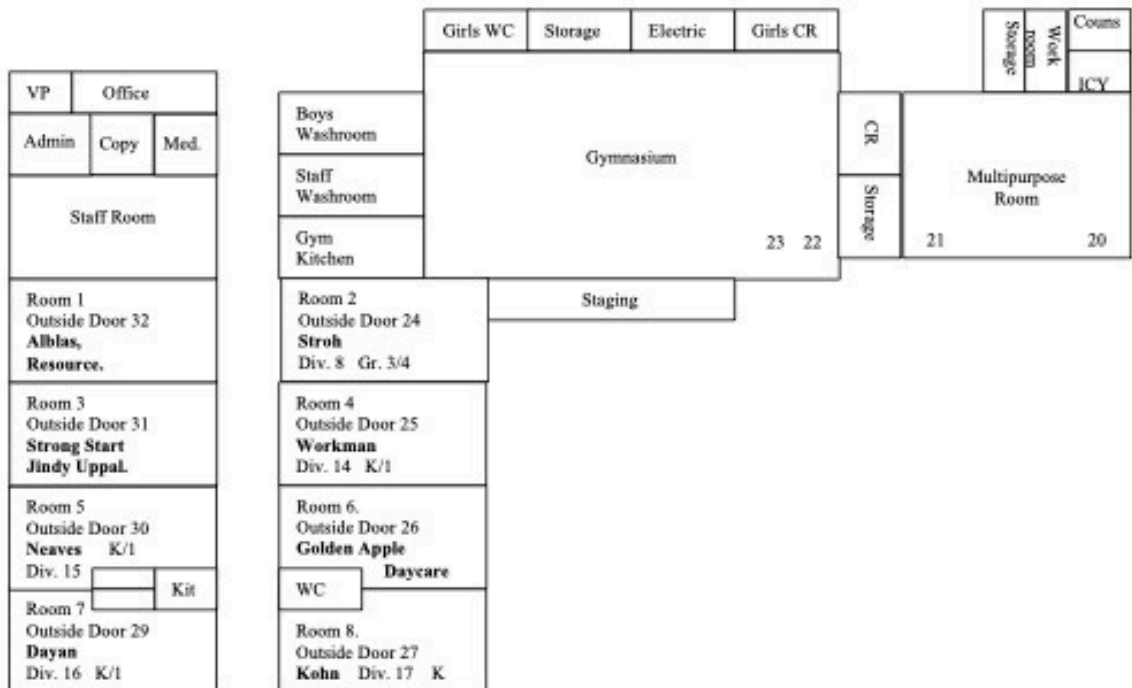 Girls WC
Storage
Electric
Girls CR
Storage
Work
room
Couns
ICY
VP
Office
Admin
Copy
Med.
Staff Room
Boys
Washroom
Staff
Washroom
Gym
Kitchen
Gymnasium
23 22
CR
Storage
Multipurpose
Room
21
20
Staging
Room 1
Outside Door 32
Alblas,
Resource.
Room 2
Outside Door 24
Stroh
Div. 8 Gr. 3/4
Room 3
Outside Door 31
Strong Start
Jindy Uppal.
Room 4
Outside Door 25
Workman
Div. 14 K/1
Room 5
Outside Door 30
Neaves K/1
Div. 15
Kit
Room 6.
Outside Door 26
Golden Apple
Daycare
WC
Room 7
Outside Door 29
Dayan
Div. 16 K/1
Room 8.
Outside Door 27
Kohn Div. 17 K